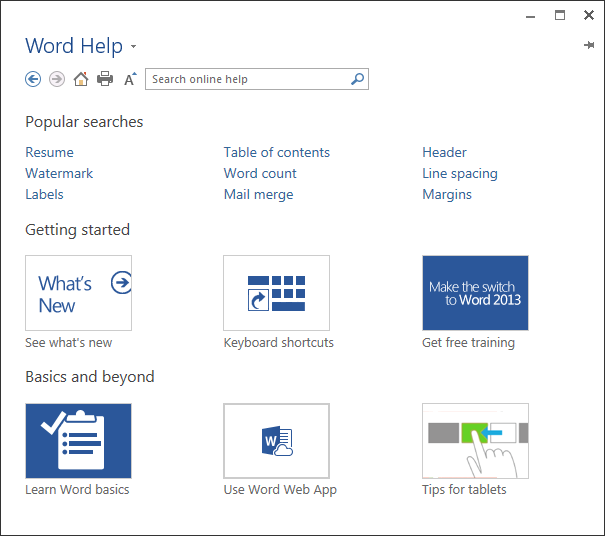 Word Help
A
Search online help
Popular searches
Resume Table of contents Header
Watermark Word count Line spacing
Labels Mail merge Margins
Getting started
What's
New
Make the switch
to Word 2013
See what's new Keyboard shortcuts Get free training
Basics and beyond
W
Learn Word basics Use Word Web App Tips for tablets